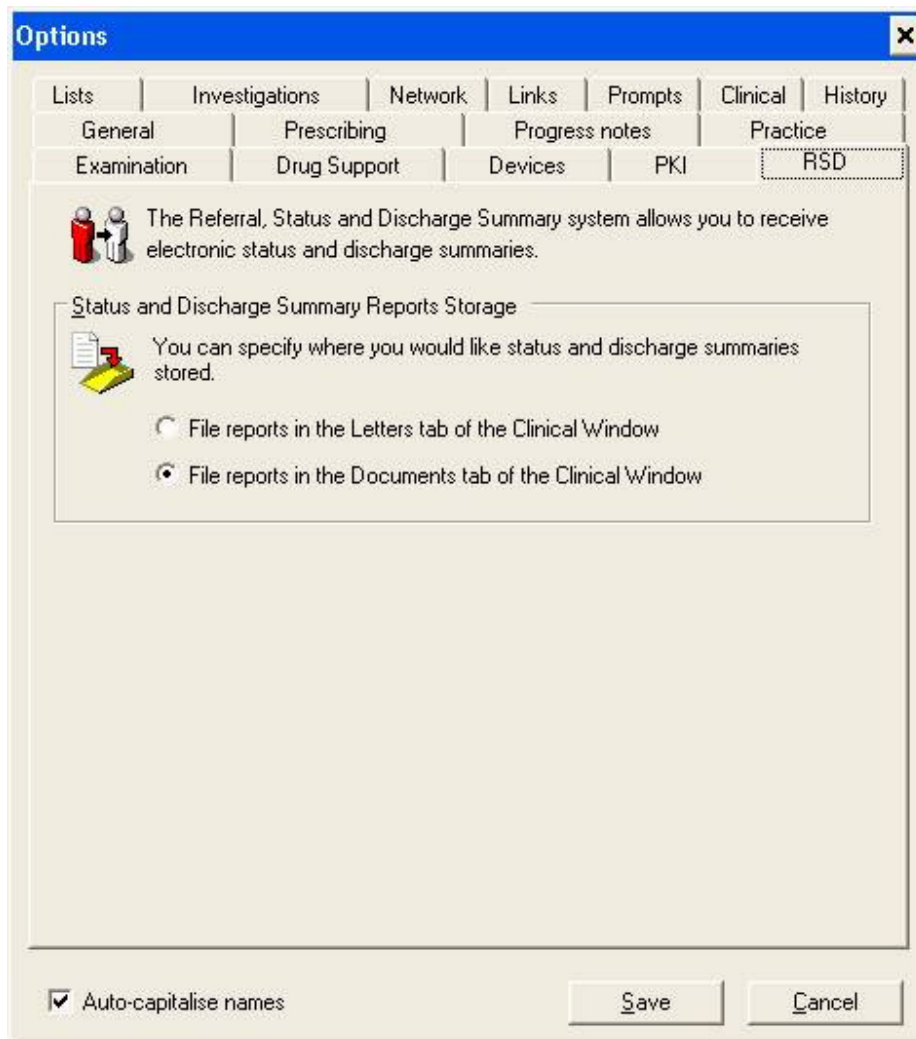 Options
Lists Investigations Network Links Prompts Clinical History
General Prescribing Progress notes Practice
Examination Drug Support Devices PKI RSD
The Referral, Status and Discharge Summary system allows you to receive
electronic status and discharge summaries.
Status and Discharge Summary Reports Storage
You can specify where you would like status and discharge summaries
stored.
File reports in the Letters tab of the Clinical Window
File reports in the Documents tab of the Clinical Window
Auto-capitalise names Save Cancel